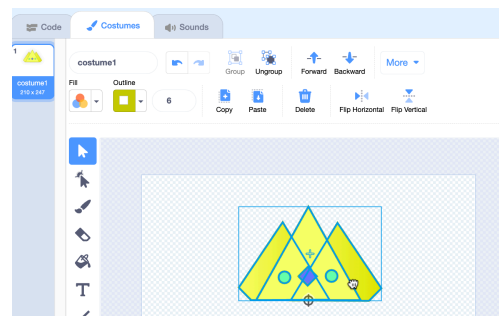 Code
Costumes
Sounds
1
costume1
210 x 247
costume1
Group
Ungroup
Forward
Backward
More
Fill
Outline
6
Copy
Paste
Delete
Flip Horizontal
Flip Vertical
T